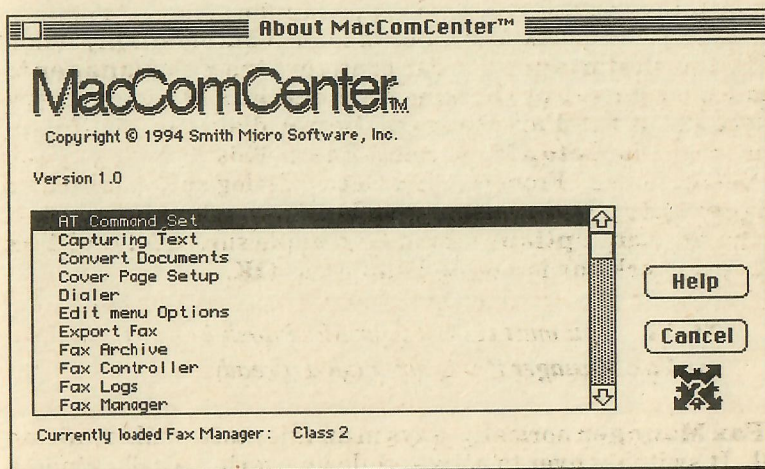 About MacComCenter™
MacComCenter™
Copyright © 1994 Smith Micro Software, Inc.
Version 1.0
AT Command Set
Capturing Text
Convert Documents
Cover Page Setup
Dialer
Edit menu Options
Export Fax
Fax Archive
Fax Controller
Fax Logs
Fax Manager
Help
Cancel
?
Currently loaded Fax Manager: Class 2
Fax Manager